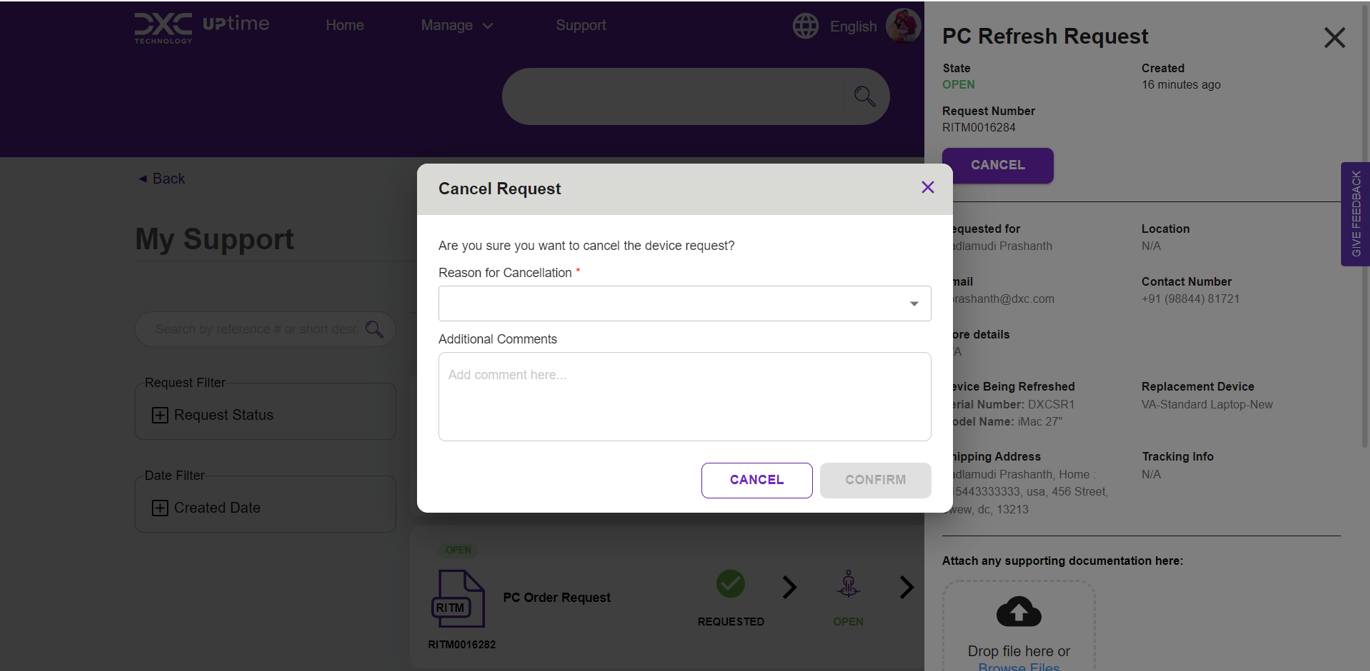 DXC
TECHNOLOGY
UPtime
Home
Manage
Support
English
PC Refresh Request
State
OPEN
Created
16 minutes ago
Request Number
RITM0016284
CANCEL
GIVE FEEDBACK
◄ Back
My Support
Search by reference # or short desc
Request Filter
Request Status
Date Filter
Created Date
Cancel Request
Are you sure you want to cancel the device request?
Reason for Cancellation *
Additional Comments
Add comment here...
CANCEL
CONFIRM
equested for
Prashanth
Location
N/A
mail
rashanth@dxc.com
Contact Number
+91 (98844) 81721
ore details
evice Being Refreshed
erial Number: DXCSR1
odel Name: iMac 27"
Replacement Device
VA-Standard Laptop-New
hipping Address
adlamudi Prashanth, Home :
5443333333, usa, 456 Street,
wew, dc, 13213
Tracking Info
N/A
Attach any supporting documentation here:
Drop file here or
Browse Files
OPEN
RITM
RITM0016282
PC Order Request
REQUESTED
OPEN